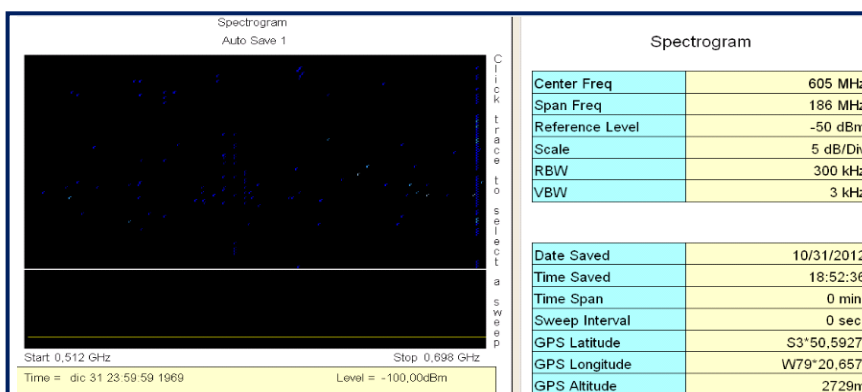 Spectrogram
Auto Save 1
Click trace to select a sweep
Start 0,512 GHz Stop 0,698 GHz
Time = dic 31 23:59:59 1969 Level = -100,00dBm
Spectrogram
Center Freq 605 MHz
Span Freq 186 MHz
Reference Level -50 dBm
Scale 5 dB/Div
RBW 300 kHz
VBW 3 kHz
Date Saved 10/31/2012
Time Saved 18:52:36
Time Span 0 min
Sweep Interval 0 sec
GPS Latitude S3*50,5927
GPS Longitude W79*20,657
GPS Altitude 2729m